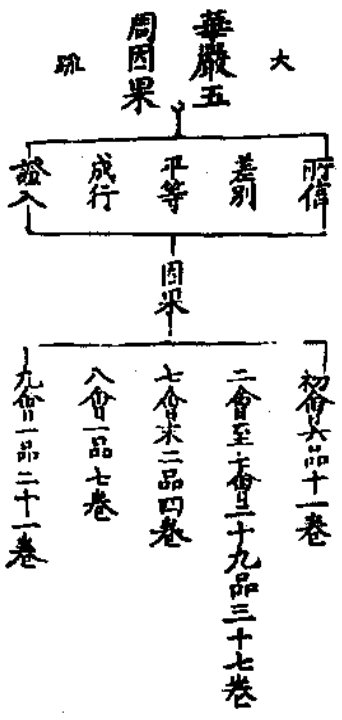 大
華嚴五
周因果
疏
所信
差別
平等
成行
證入
因果
初會六品十一卷
二會至七會二十九品三十七卷
七會末二品四卷
八會一品七卷
九會一品二十一卷